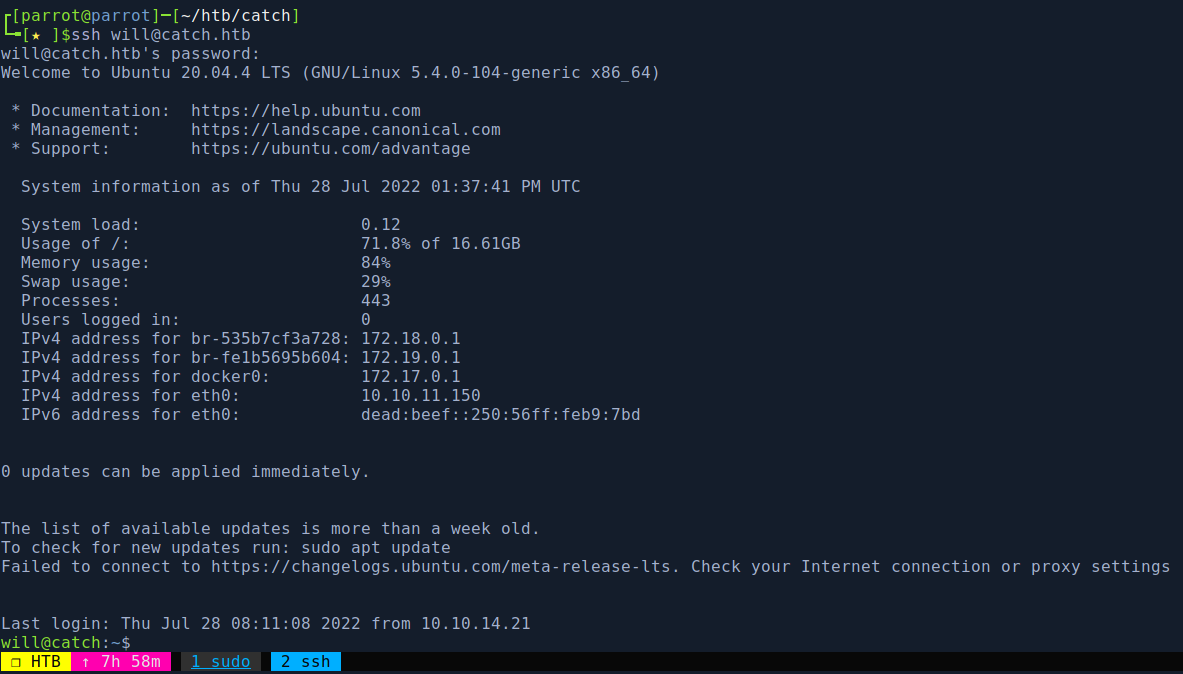 ┌[parrot@parrot]─[~/htb/catch]
└╼[★ ]$ssh will@catch.htb
will@catch.htb's password:
Welcome to Ubuntu 20.04.4 LTS (GNU/Linux 5.4.0-104-generic x86_64)
* Documentation:  https://help.ubuntu.com
* Management:     https://landscape.canonical.com
* Support:        https://ubuntu.com/advantage
System information as of Thu 28 Jul 2022 01:37:41 PM UTC
System load:                      0.12
Usage of /:                       71.8% of 16.61GB
Memory usage:                     84%
Swap usage:                       29%
Processes:                        443
Users logged in:                  0
IPv4 address for br-535b7cf3a728: 172.18.0.1
IPv4 address for br-fe1b5695b604: 172.19.0.1
IPv4 address for docker0:         172.17.0.1
IPv4 address for eth0:            10.10.11.150
IPv6 address for eth0:            dead:beef::250:56ff:feb9:7bd
0 updates can be applied immediately.
The list of available updates is more than a week old.
To check for new updates run: sudo apt update
Failed to connect to https://changelogs.ubuntu.com/meta-release-lts. Check your Internet connection or proxy settings
Last login: Thu Jul 28 08:11:08 2022 from 10.10.14.21
will@catch:~$
❐ HTB ↑ 7h 58m 1 sudo 2 ssh